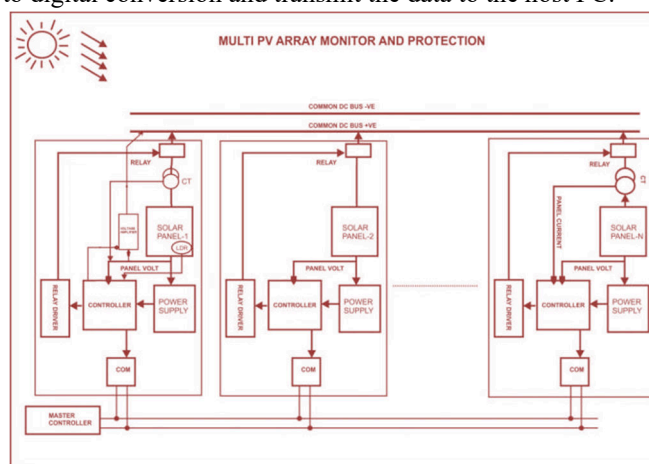 to digital conversion and transmit the data to the host PC.
MULTI PV ARRAY MONITOR AND PROTECTION
COMMON DC BUS -VE
COMMON DC BUS +VE
RELAY
CT
VOLTAGE
SOLAR
PANEL-1
LDR
PANEL VOLT
RELAY DRIVER
CONTROLLER
POWER
SUPPLY
COM
RELAY
SOLAR
PANEL-2
PANEL VOLT
RELAY DRIVER
CONTROLLER
POWER
SUPPLY
COM
RELAY
CT
PANEL CURRENT
SOLAR
PANEL-N
PANEL VOLT
RELAY DRIVER
CONTROLLER
POWER
SUPPLY
COM
MASTER
CONTROLLER